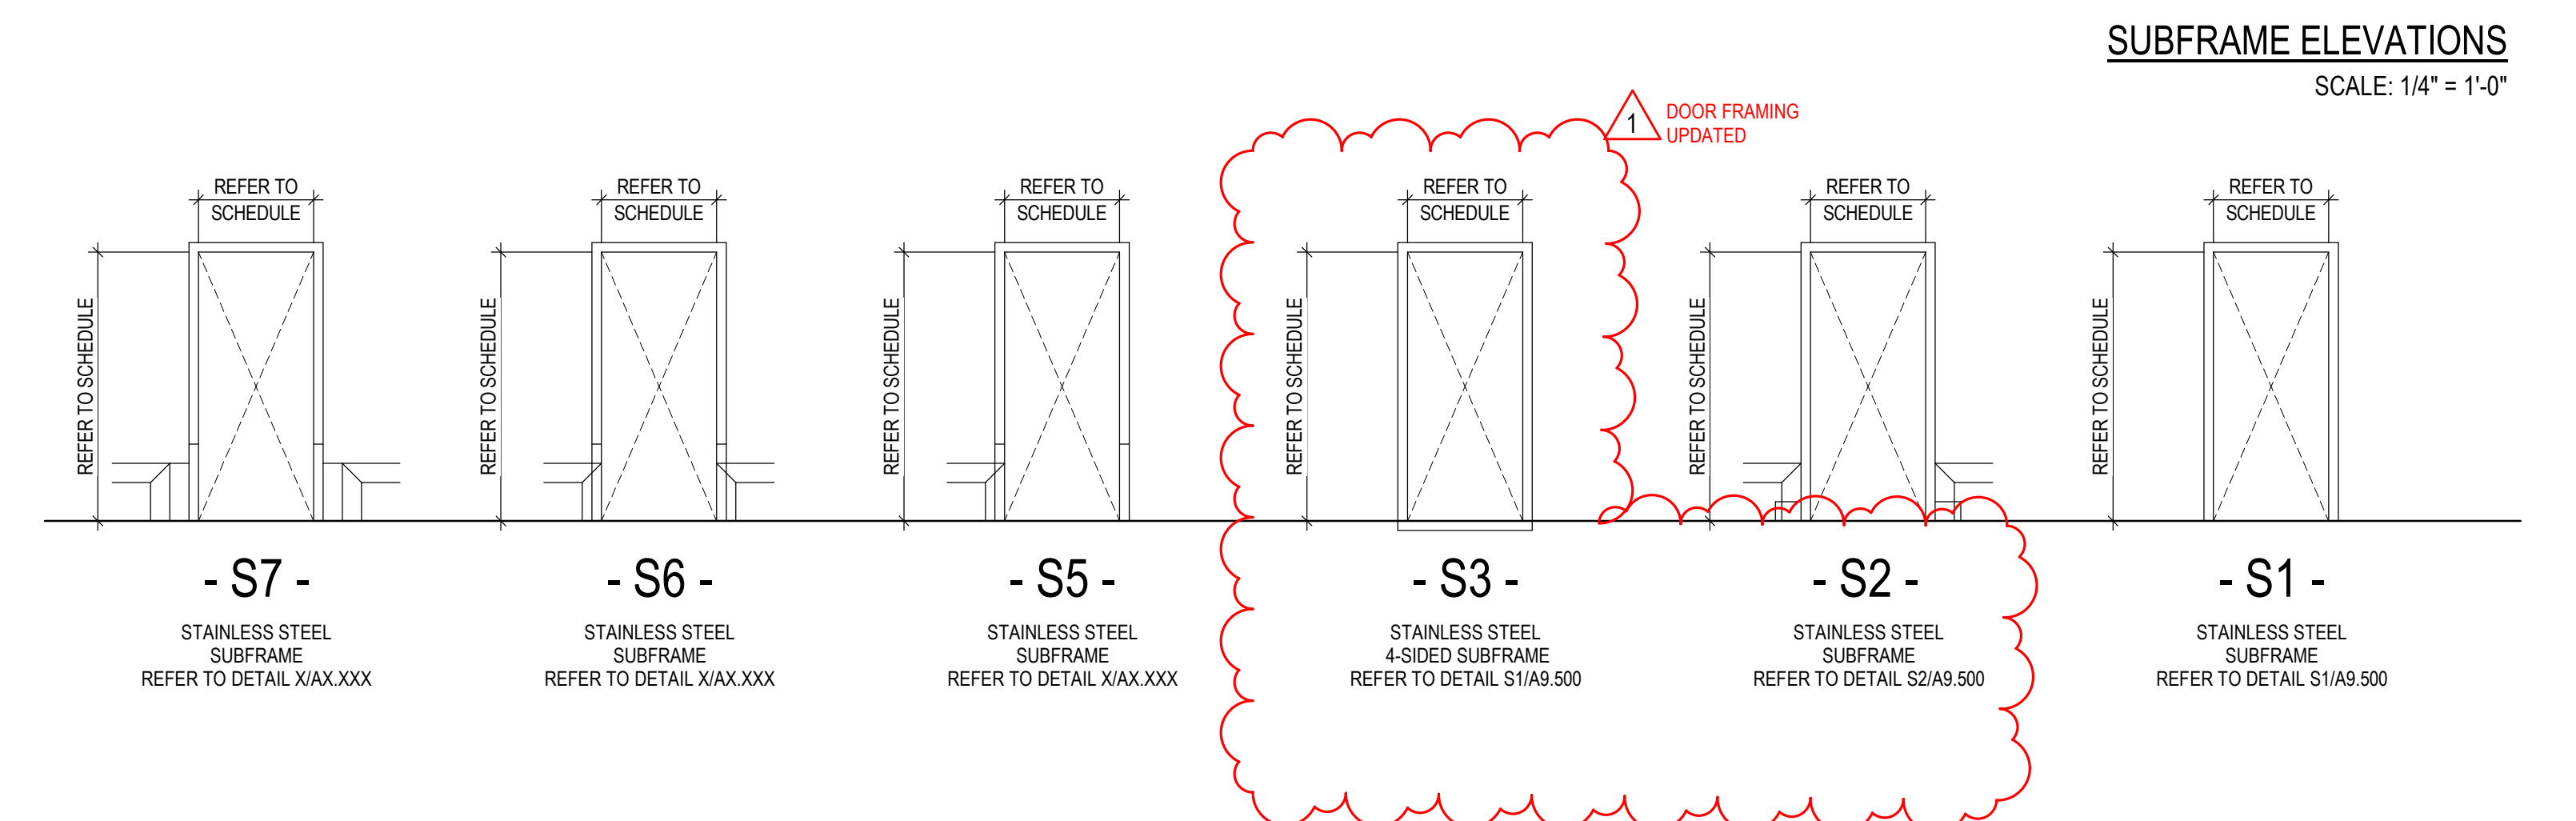 SUBFRAME ELEVATIONS
SCALE: 1/4" = 1'-0"
1
DOOR FRAMING
UPDATED
REFER TO
SCHEDULE
REFER TO SCHEDULE
- S7 -
STAINLESS STEEL
SUBFRAME
REFER TO DETAIL X/AX.XXX
REFER TO
SCHEDULE
REFER TO SCHEDULE
- S6 -
STAINLESS STEEL
SUBFRAME
REFER TO DETAIL X/AX.XXX
REFER TO
SCHEDULE
REFER TO SCHEDULE
- S5 -
STAINLESS STEEL
SUBFRAME
REFER TO DETAIL X/AX.XXX
REFER TO
SCHEDULE
REFER TO SCHEDULE
- S3 -
STAINLESS STEEL
4-SIDED SUBFRAME
REFER TO DETAIL S1/A9.500
REFER TO
SCHEDULE
REFER TO SCHEDULE
- S2 -
STAINLESS STEEL
SUBFRAME
REFER TO DETAIL S2/A9.500
REFER TO
SCHEDULE
REFER TO SCHEDULE
- S1 -
STAINLESS STEEL
SUBFRAME
REFER TO DETAIL S1/A9.500